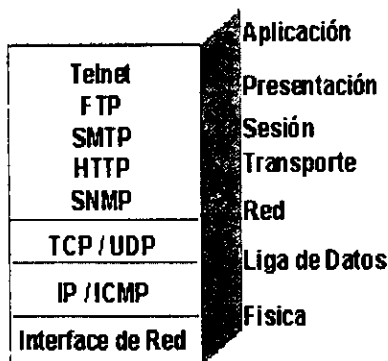 Telnet
FTP
SMTP
HTTP
SNMP
TCP / UDP
IP / ICMP
Interface de Red
Aplicación
Presentación
Sesión
Transporte
Red
Liga de Datos
Fisica